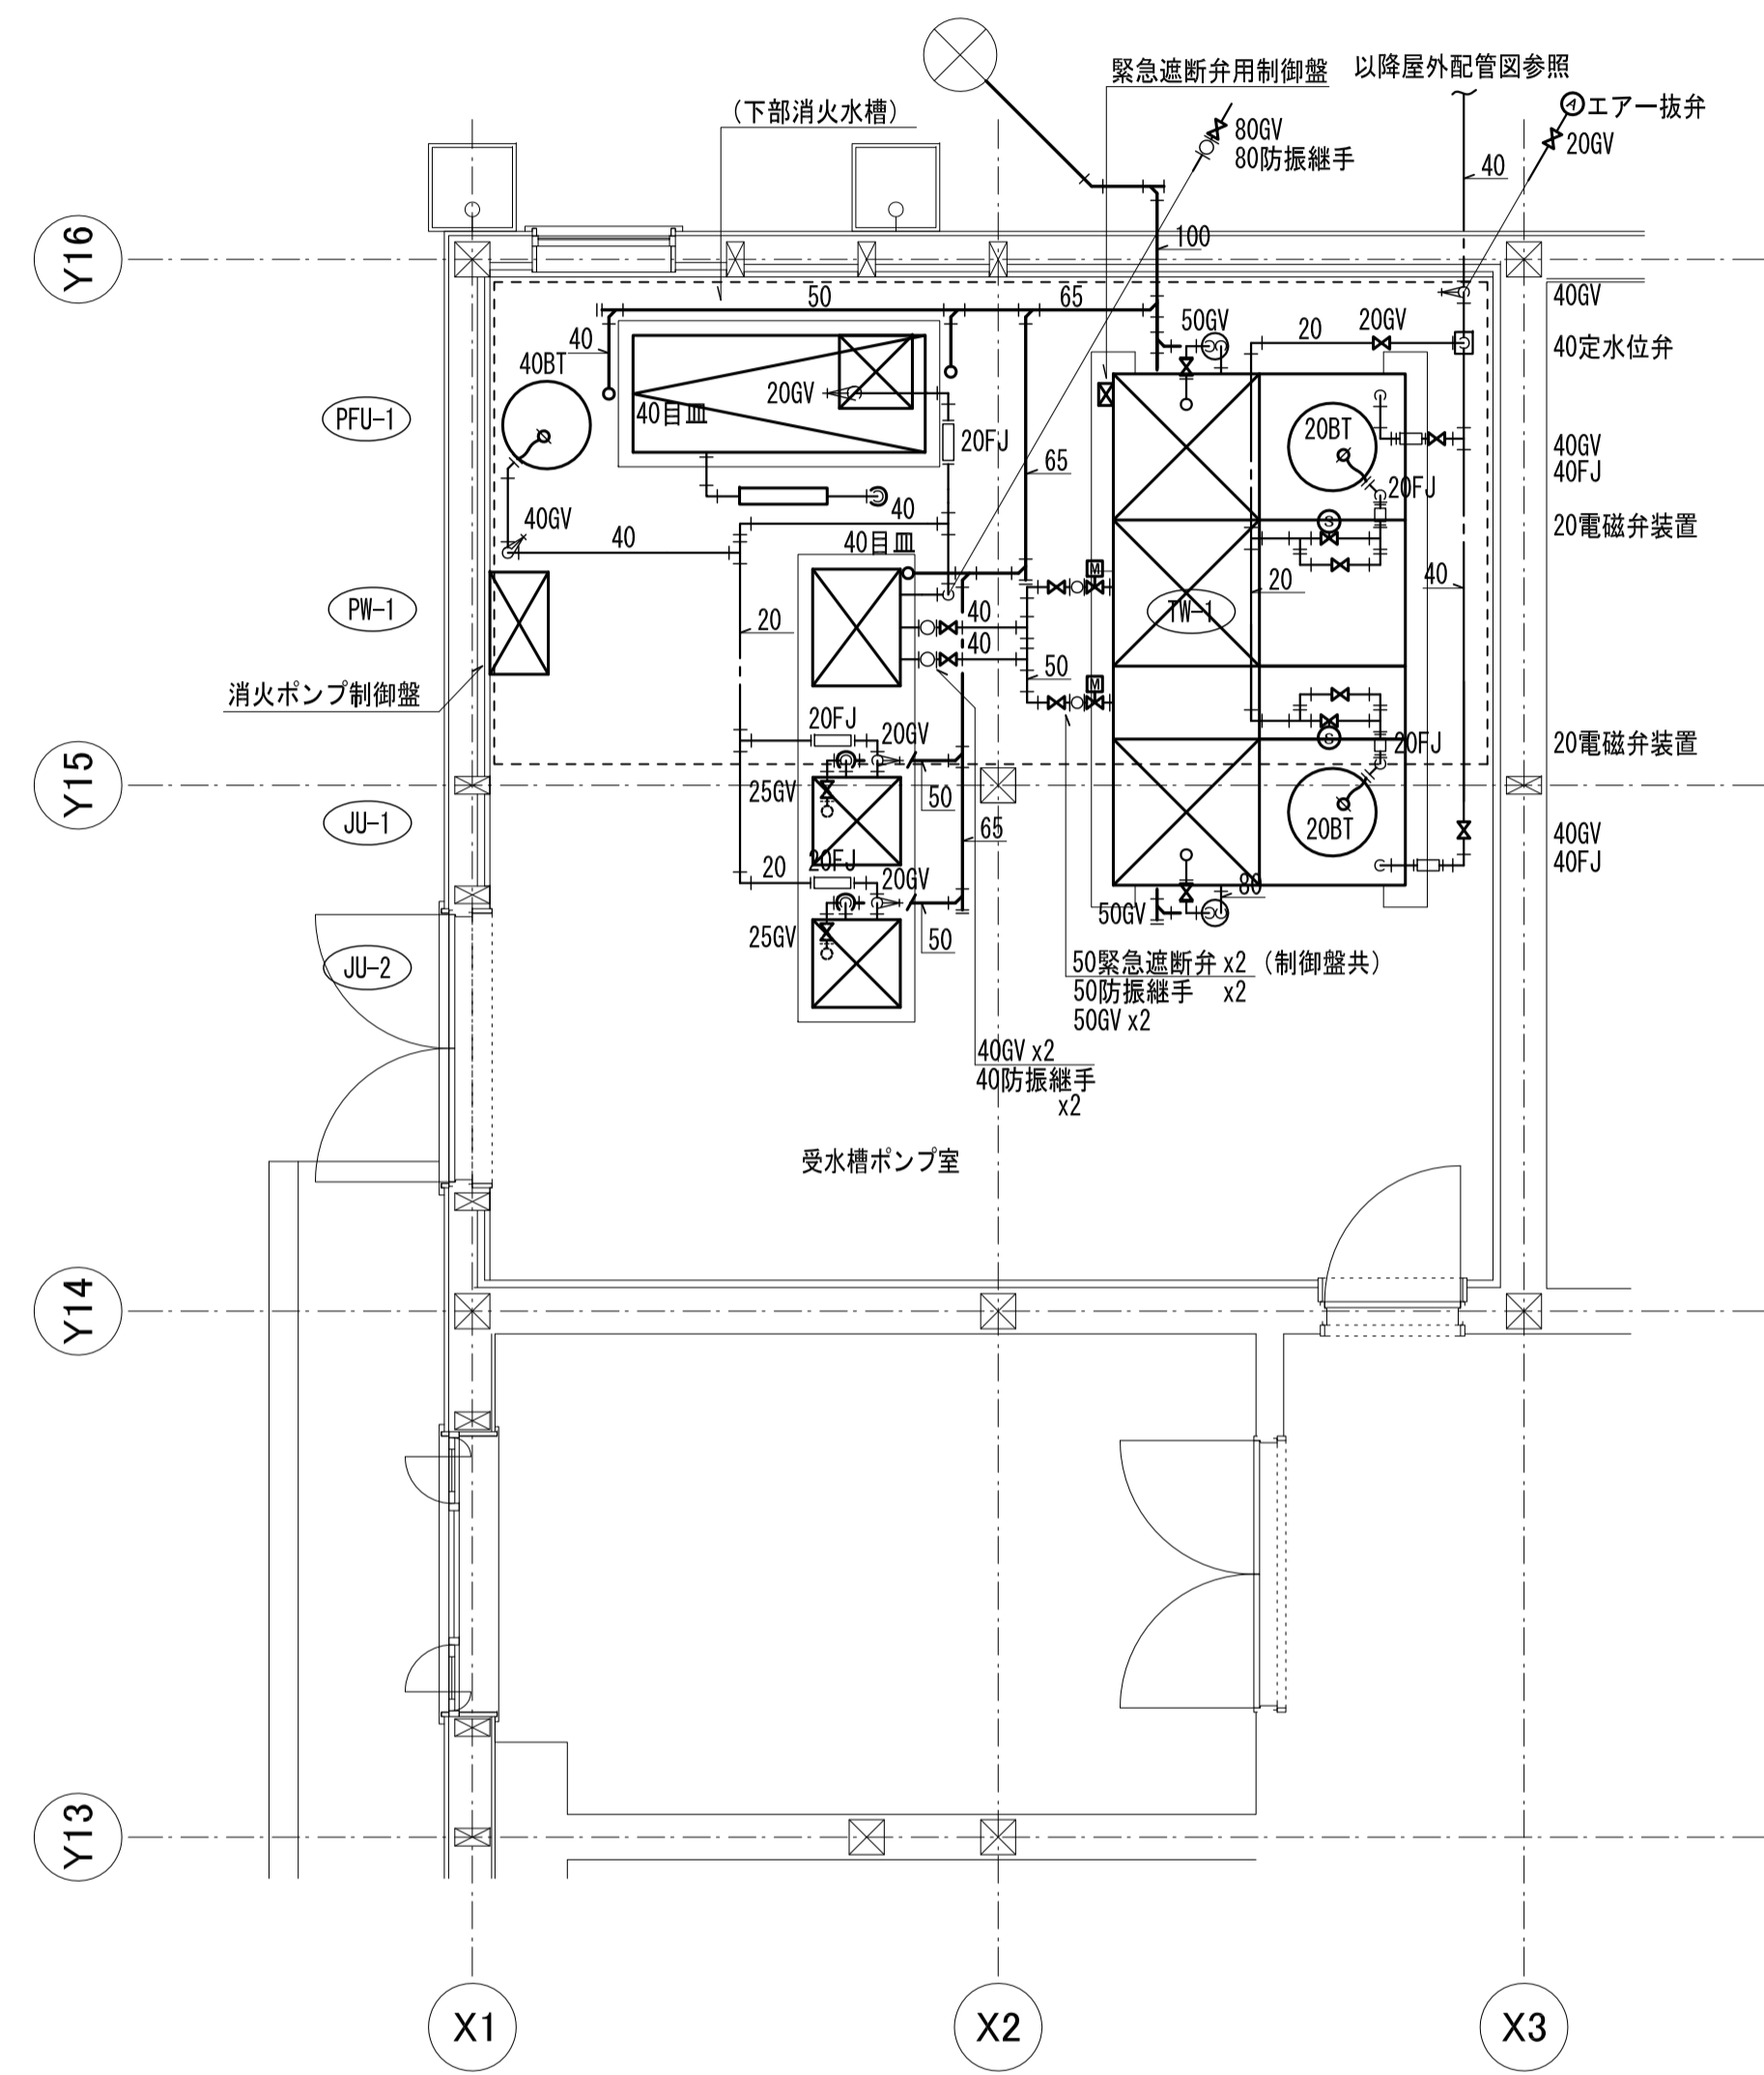 緊急遮断弁用制御盤
以降屋外配管図参照
(下部消火水槽)
エアー抜弁
20GV
80GV
80防振継手
40
100
Y16
50
65
50GV
20
20GV
40GV
40
40BT
20GV
40定水位弁
PFU-1
40目皿
20FJ
65
20BT
40GV
40FJ
20FJ
40GV
40
40
40目皿
20電磁弁装置
M
S
PW-1
20
40
40
TW-1
20
40
50
M
消火ポンプ制御盤
20FJ
20GV
S
20FJ
20電磁弁装置
Y15
25GV
50
JU-1
65
20BT
40GV
40FJ
20
20FJ
20GV
80
25GV
50
50GV
JU-2
50緊急遮断弁 x2 (制御盤共)
50防振継手 x2
50GV x2
40GV x2
40防振継手
x2
受水槽ポンプ室
Y14
Y13
X1
X2
X3